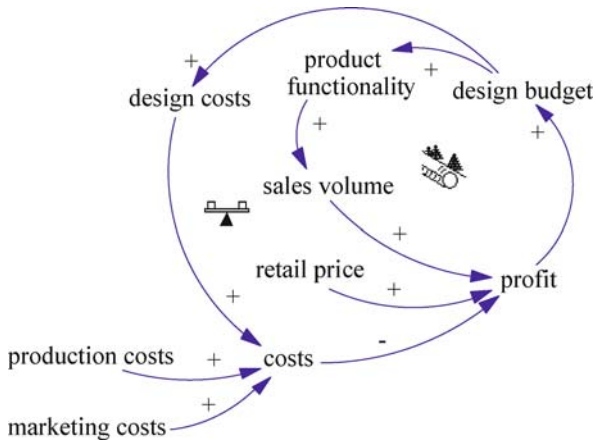 +
product
functionality
+
design budget
design costs
+
+
sales volume
+
retail price
profit
+
+
-
production costs
+
costs
+
marketing costs